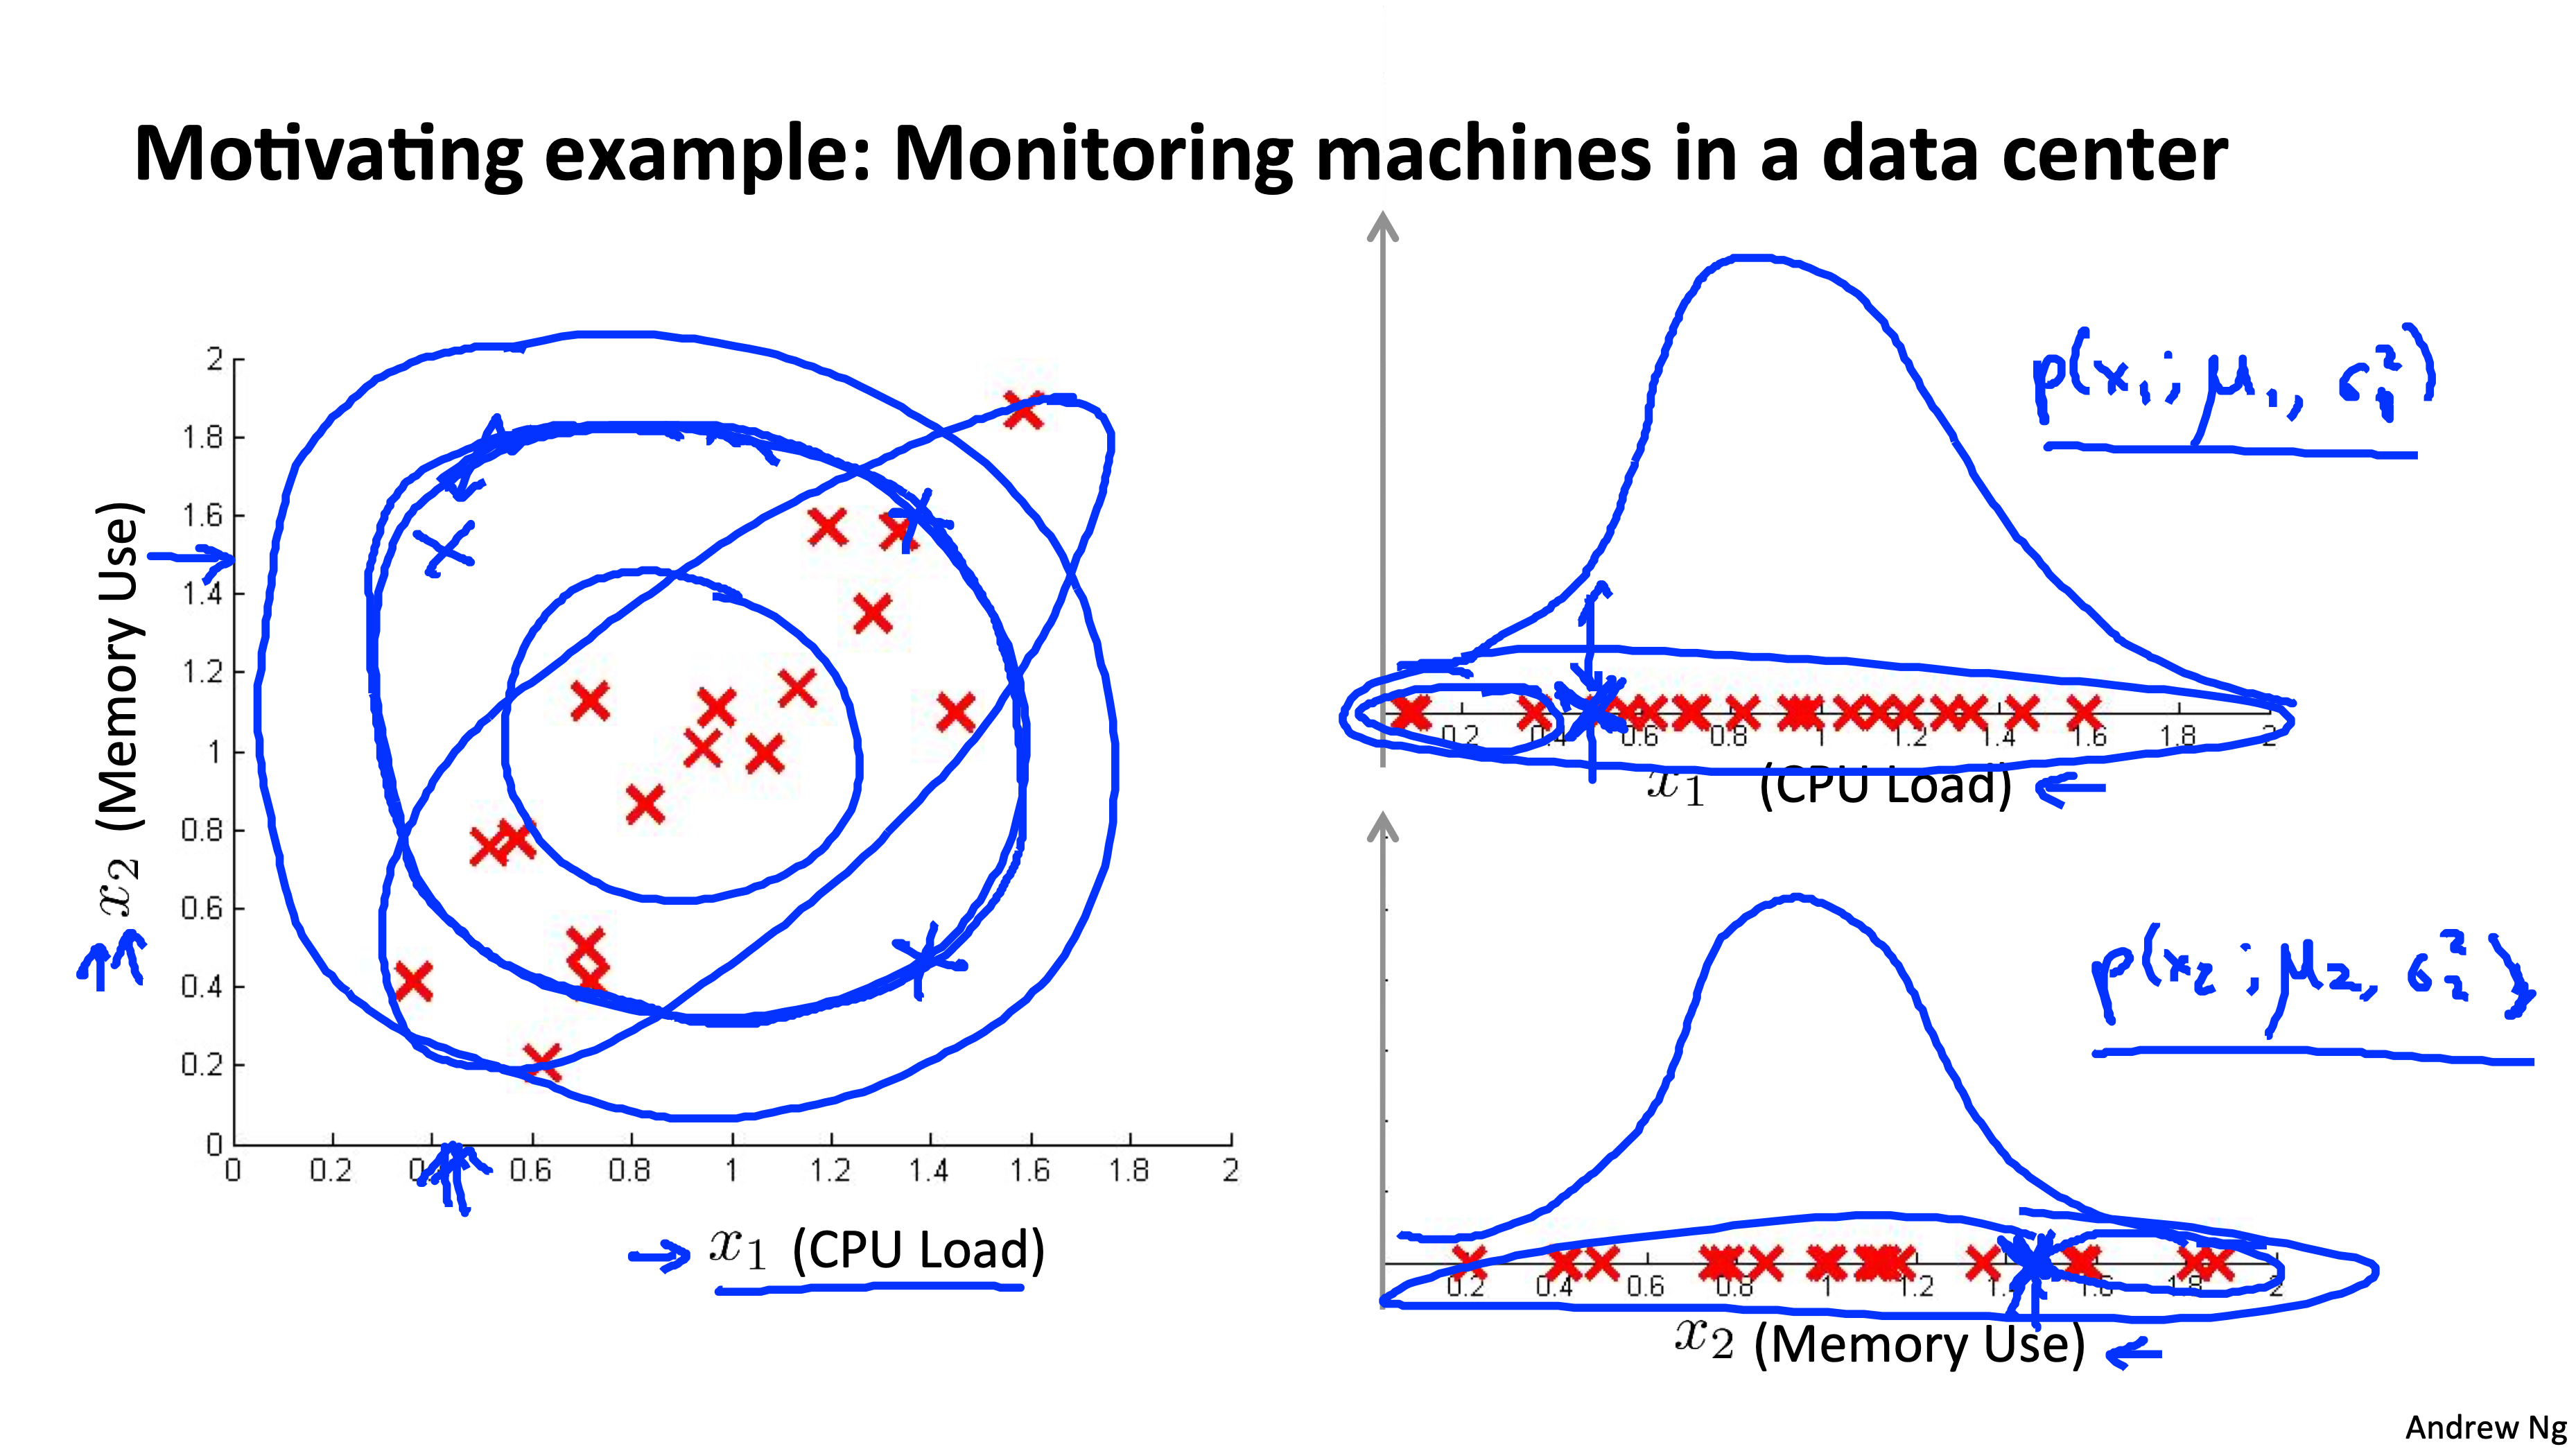 Motivating example: Monitoring machines in a data center
x2 (Memory Use)
2
1.8
1.6
1.4
1.2
1
0.8
0.6
0.4
0.2
0
0 0.2 0.6 0.8 1 1.2 1.4 1.6 1.8 2
x1 (CPU Load)
p(x1; μ1, σ1²)
0.2 0.4 0.6 0.8 1 1.2 1.4 1.6 1.8 2
x1 (CPU Load)
p(x2; μ2, σ2²)
0.2 0.4 0.6 0.8 1 1.2 1.6 1.8 2
x2 (Memory Use)
Andrew Ng